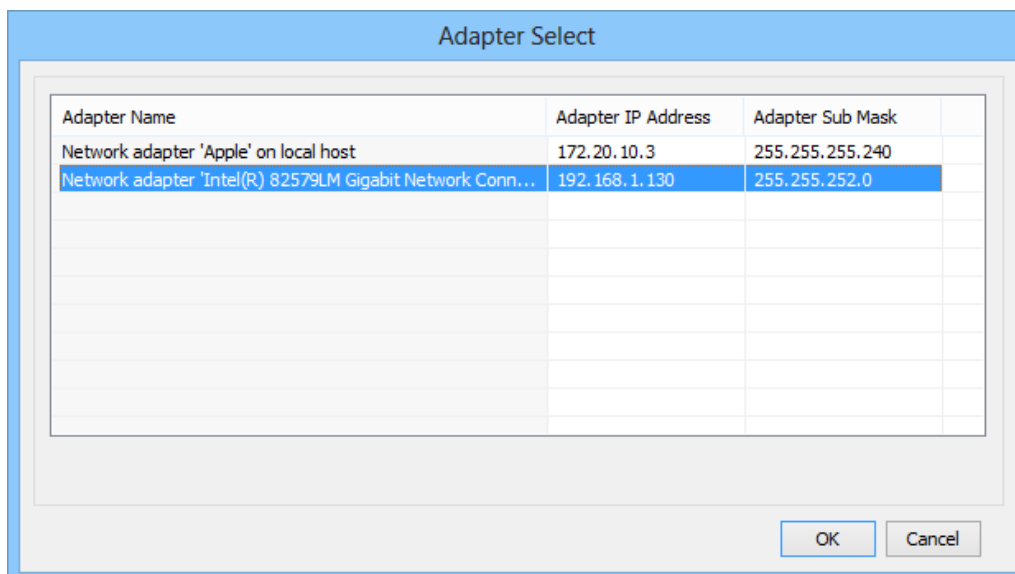 Adapter Select
Adapter Name Adapter IP Address Adapter Sub Mask
Network adapter 'Apple' on local host 172.20.10.3 255.255.255.240
Network adapter 'Intel(R) 82579LM Gigabit Network Conn... 192.168.1.130 255.255.252.0
OK Cancel